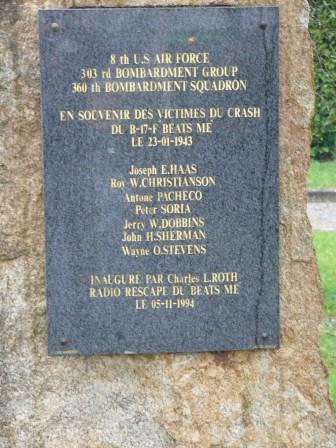 8 th U.S AIR FORCE
303 rd BOMBARDMENT GROUP
360 th BOMBARDMENT SQUADRON
EN SOUVENIR DES VICTIMES DU CRASH
DU B-17-F BEATS ME
LE 23-01-1943
Joseph E.HAAS
Roy W.CHRISTIANSON
Antone PACHECO
Peter SORIA
Jerry W.DOBBINS
John H.SHERMAN
Wayne O.STEVENS
INAUGURE PAR Charles L.ROTH
RADIO RESCAPE DU BEATS ME
LE 05-11-1994